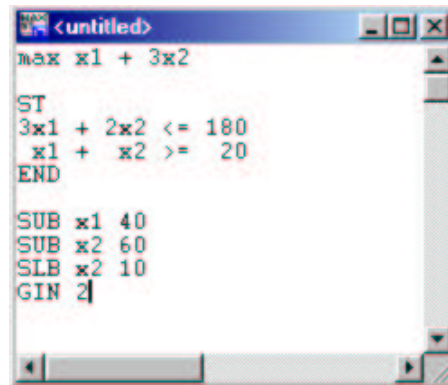 <untitled>
max x1 + 3x2
ST
3x1 + 2x2 <= 180
x1 + x2 >= 20
END
SUB x1 40
SUB x2 60
SLB x2 10
GIN 2